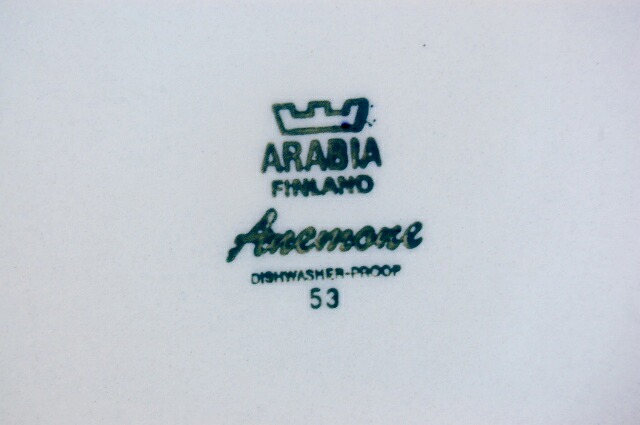 ARABIA
FINLAND
Anemone
DISHWASHER-PROOF
53